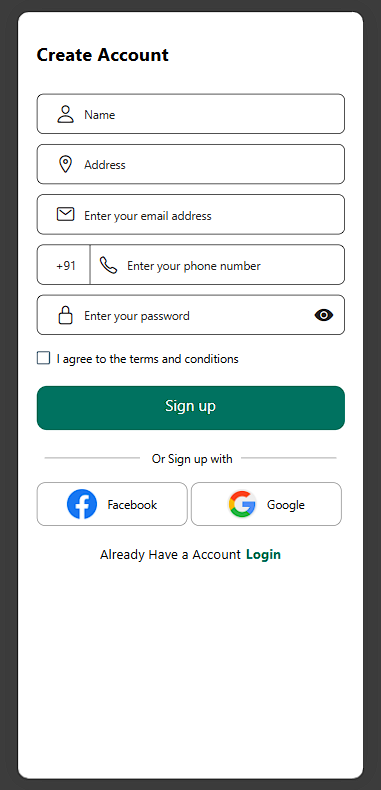 Create Account
Name
Address
Enter your email address
+91 Enter your phone number
Enter your password
I agree to the terms and conditions
Sign up
Or Sign up with
Facebook Google
Already Have a Account Login